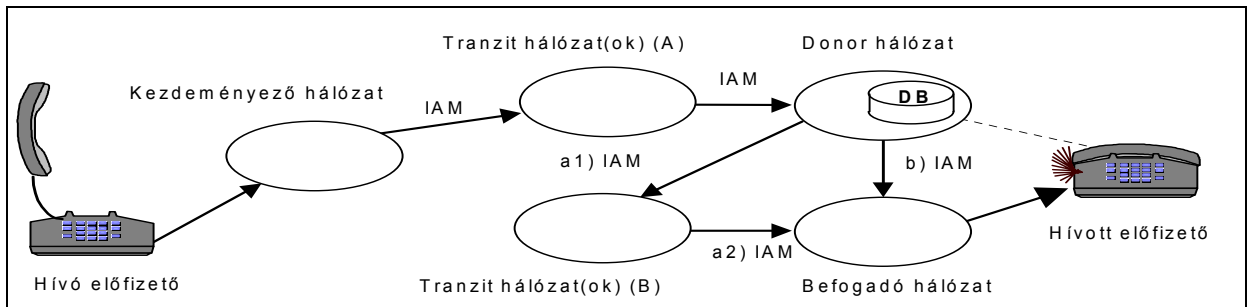 Tranzit hálózat(ok) (A)
Donor hálózat
IAM
Kezdeményező hálózat
DB
IAM
a1) IAM
b) IAM
a2) IAM
Hívott előfizető
Hívó előfizető
Tranzit hálózat(ok) (B)
Befogadó hálózat